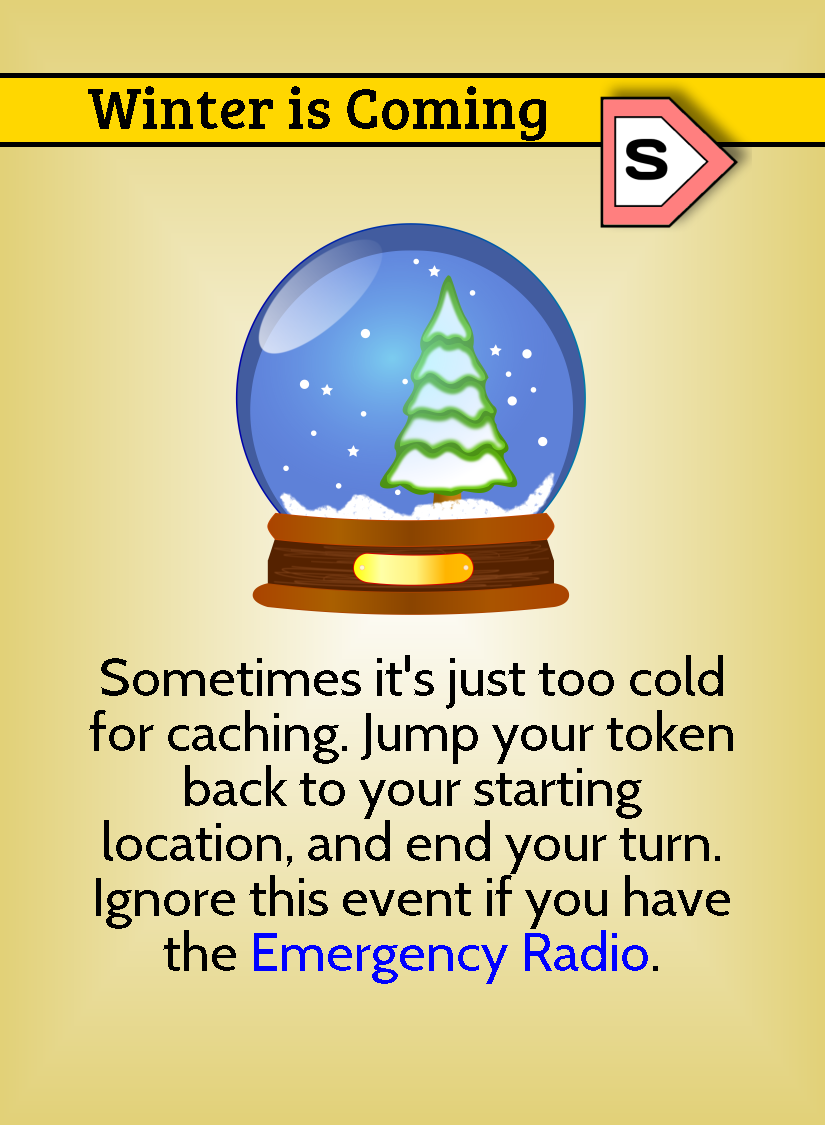 Winter is Coming
S
Sometimes it's just too cold
for caching. Jump your token
back to your starting
location, and end your turn.
Ignore this event if you have
the Emergency Radio.